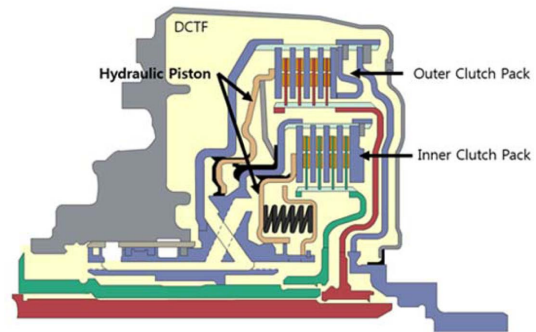 DCTF
Hydraulic Piston
Outer Clutch Pack
Inner Clutch Pack